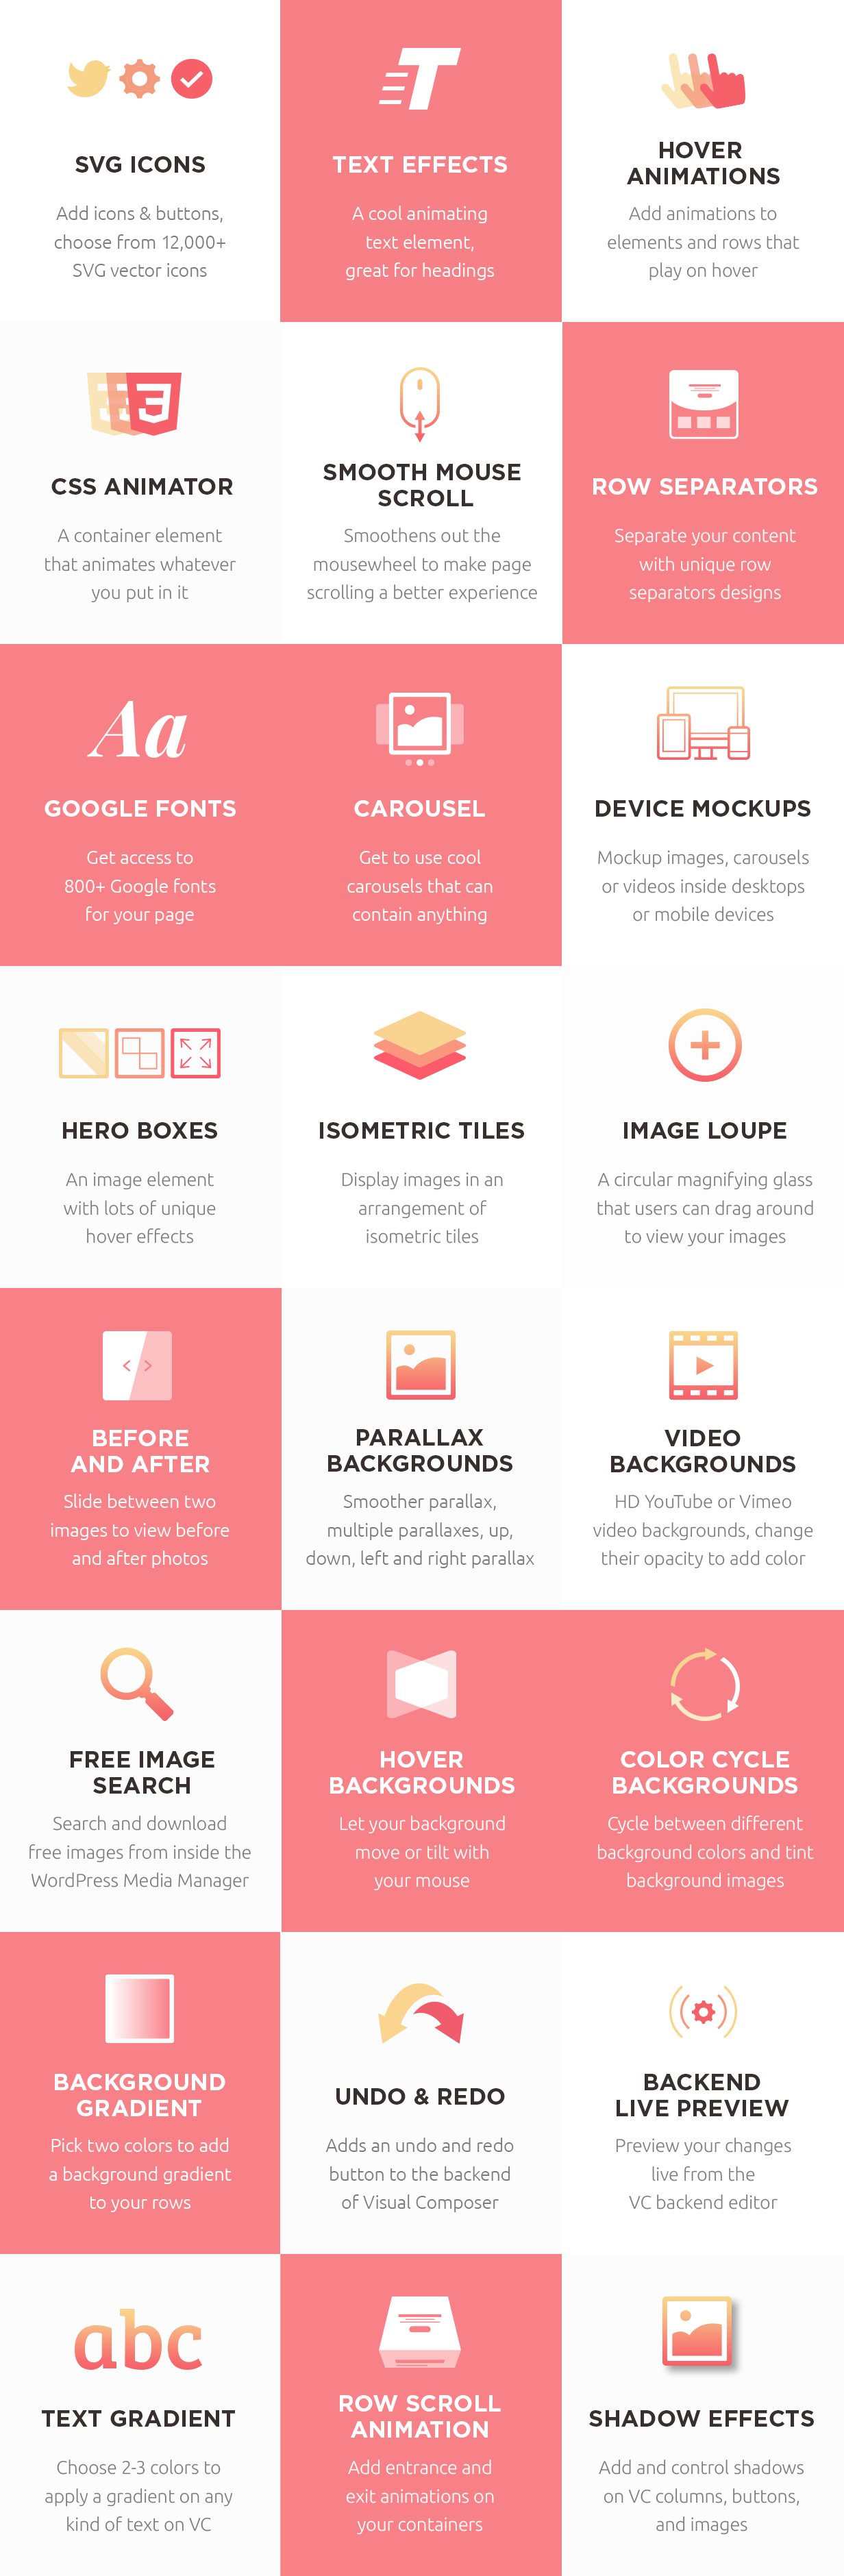 SVG ICONS
Add icons & buttons,
choose from 12,000+
SVG vector icons
T
TEXT EFFECTS
A cool animating
text element,
great for headings
HOVER
ANIMATIONS
Add animations to
elements and rows that
play on hover
3
CSS ANIMATOR
A container element
that animates whatever
you put in it
SMOOTH MOUSE
SCROLL
Smoothens out the
mousewheel to make page
scrolling a better experience
ROW SEPARATORS
Separate your content
with unique row
separators designs
Aa
GOOGLE FONTS
Get access to
800+ Google fonts
for your page
CAROUSEL
Get to use cool
carousels that can
contain anything
DEVICE MOCKUPS
Mockup images, carousels
or videos inside desktops
or mobile devices
HERO BOXES
An image element
with lots of unique
hover effects
ISOMETRIC TILES
Display images in an
arrangement of
isometric tiles
IMAGE LOUPE
A circular magnifying glass
that users can drag around
to view your images
BEFORE
AND AFTER
Slide between two
images to view before
and after photos
PARALLAX
BACKGROUNDS
Smoother parallax,
multiple parallaxes, up,
down, left and right parallax
VIDEO
BACKGROUNDS
HD YouTube or Vimeo
video backgrounds, change
their opacity to add color
FREE IMAGE
SEARCH
Search and download
free images from inside the
WordPress Media Manager
HOVER
BACKGROUNDS
Let your background
move or tilt with
your mouse
COLOR CYCLE
BACKGROUNDS
Cycle between different
background colors and tint
background images
BACKGROUND
GRADIENT
Pick two colors to add
a background gradient
to your rows
UNDO & REDO
Adds an undo and redo
button to the backend
of Visual Composer
BACKEND
LIVE PREVIEW
Preview your changes
live from the
VC backend editor
abc
TEXT GRADIENT
Choose 2-3 colors to
apply a gradient on any
kind of text on VC
ROW SCROLL
ANIMATION
Add entrance and
exit animations on
your containers
SHADOW EFFECTS
Add and control shadows
on VC columns, buttons,
and images